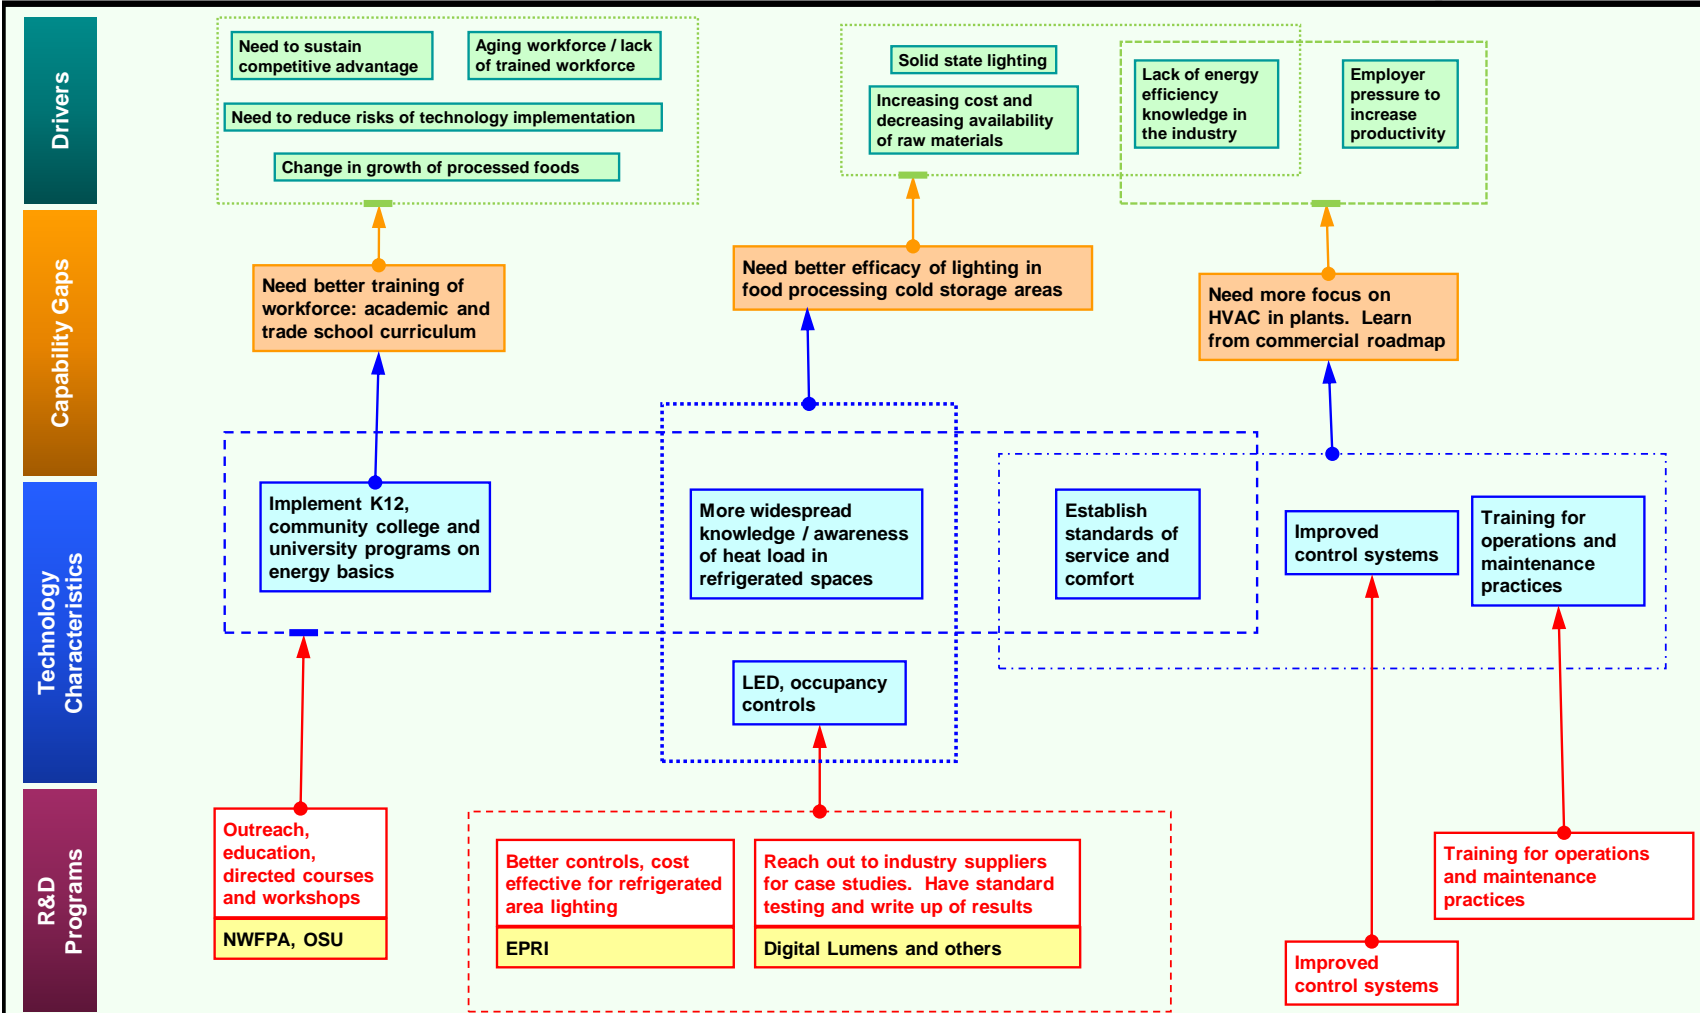 Drivers
Need to sustain
competitive advantage
Aging workforce / lack
of trained workforce
Need to reduce risks of technology implementation
Change in growth of processed foods
Solid state lighting
Increasing cost and
decreasing availability
of raw materials
Lack of energy
efficiency
knowledge in
the industry
Employer
pressure to
increase
productivity
Capability Gaps
Need better training of
workforce: academic and
trade school curriculum
Need better efficacy of lighting in
food processing cold storage areas
Need more focus on
HVAC in plants.  Learn
from commercial roadmap
Technology
Characteristics
Implement K12,
community college and
university programs on
energy basics
More widespread
knowledge / awareness
of heat load in
refrigerated spaces
Establish
standards of
service and
comfort
Improved
control systems
Training for
operations and
maintenance
practices
LED, occupancy
controls
R&D
Programs
Outreach,
education,
directed courses
and workshops
NWFPA, OSU
Better controls, cost
effective for refrigerated
area lighting
EPRI
Reach out to industry suppliers
for case studies.  Have standard
testing and write up of results
Digital Lumens and others
Improved
control systems
Training for operations
and maintenance
practices